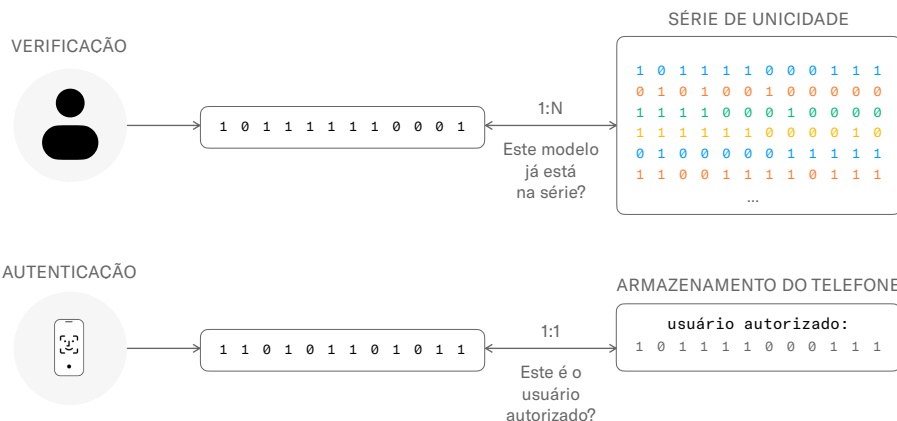 SÉRIE DE UNICIDADE
VERIFICAÇÃO
1 0 1 1 1 1 1 1 0 0 0 1
1:N
Este modelo
já está
na série?
1 0 1 1 1 1 0 0 0 1 1 1
0 1 0 1 0 0 1 0 0 0 0 0
1 1 1 1 0 0 0 1 0 0 0 0
1 1 1 1 1 1 0 0 0 0 1 0
0 1 0 0 0 0 0 1 1 1 1 1
1 1 0 0 1 1 1 1 0 1 1 1
...
AUTENTICAÇÃO
ARMAZENAMENTO DO TELEFONE
1 1 0 1 0 1 1 0 1 0 1 1
1:1
Este é o
usuário
autorizado?
usuário autorizado:
1 0 1 1 1 1 0 0 0 1 1 1